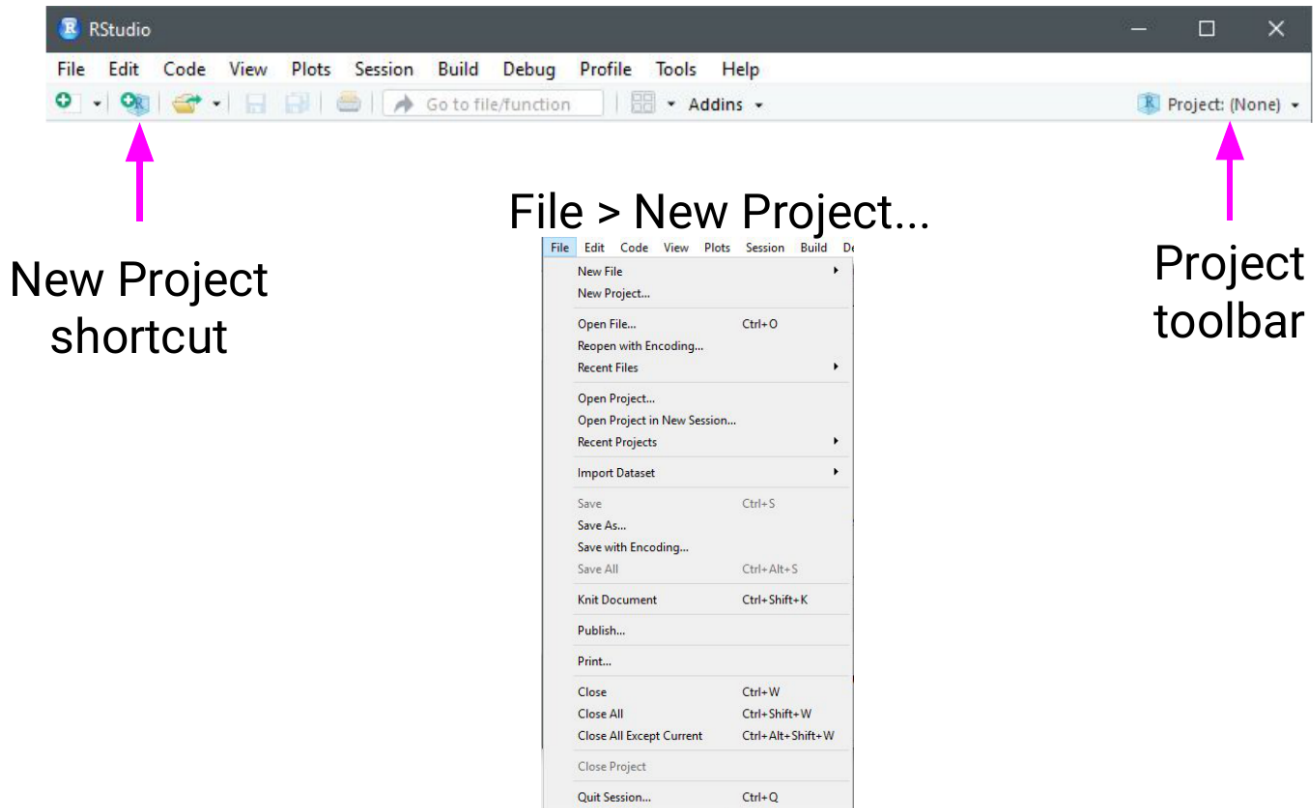 RStudio
File Edit Code View Plots Session Build Debug Profile Tools Help
Go to file/function Addins Project: (None)
File > New Project...
New Project
shortcut
Project
toolbar
File Edit Code View Plots Session Build De
New File
New Project...
Open File... Ctrl+O
Reopen with Encoding...
Recent Files
Open Project...
Open Project in New Session...
Recent Projects
Import Dataset
Save Ctrl+S
Save As...
Save with Encoding...
Save All Ctrl+Alt+S
Knit Document Ctrl+Shift+K
Publish...
Print...
Close Ctrl+W
Close All Ctrl+Shift+W
Close All Except Current Ctrl+Alt+Shift+W
Close Project
Quit Session... Ctrl+Q